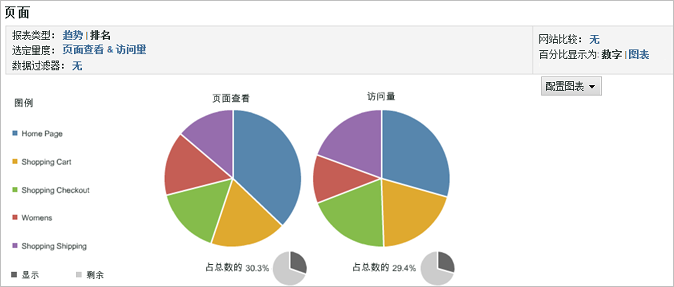 页面
报表类型： 趋势 | 排名
选定量度： 页面查看 & 访问量
数据过滤器： 无
网站比较： 无
百分比显示为: 数字 | 图表
配置图表
图例
页面查看
访问量
Home Page
Shopping Cart
Shopping Checkout
Womens
Shopping Shipping
显示
剩余
占总数的 30.3%
占总数的 29.4%